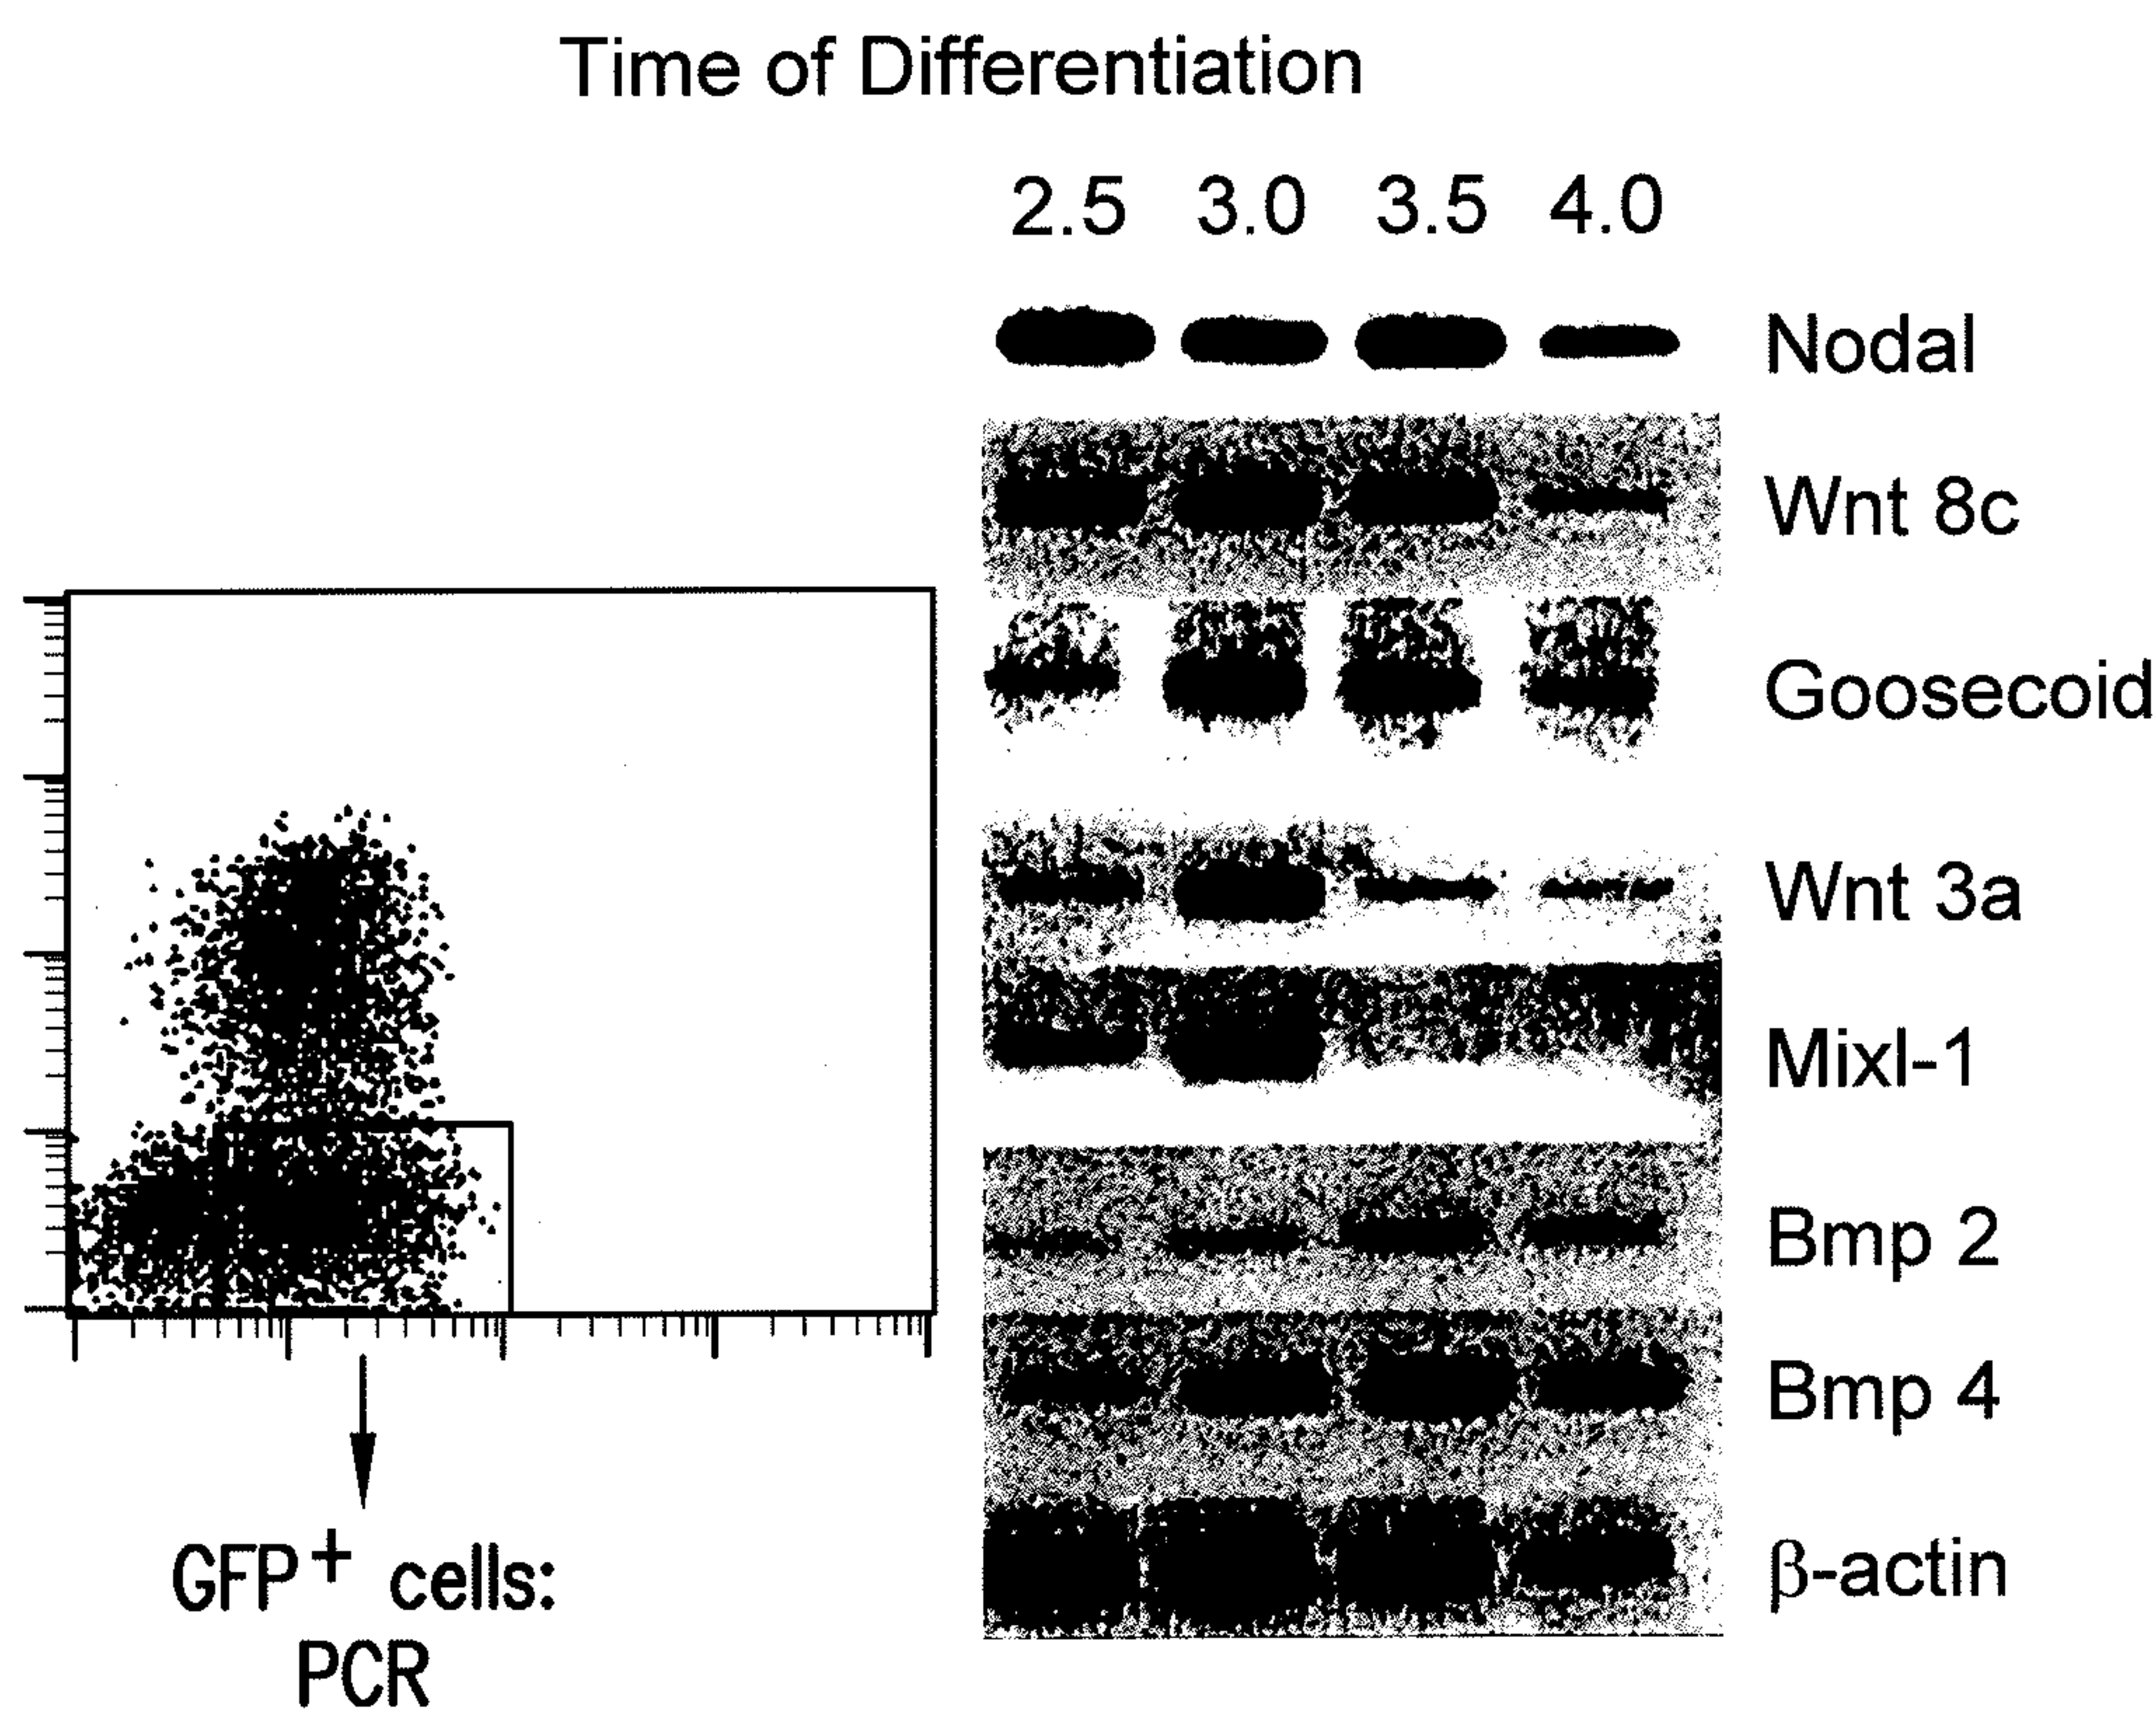 Time of Differentiation
2.5 3.0 3.5 4.0
Nodal
Wnt 8c
Goosecoid
Wnt 3a
Mixl-1
Bmp 2
Bmp 4
β-actin
GFP+ cells:
PCR